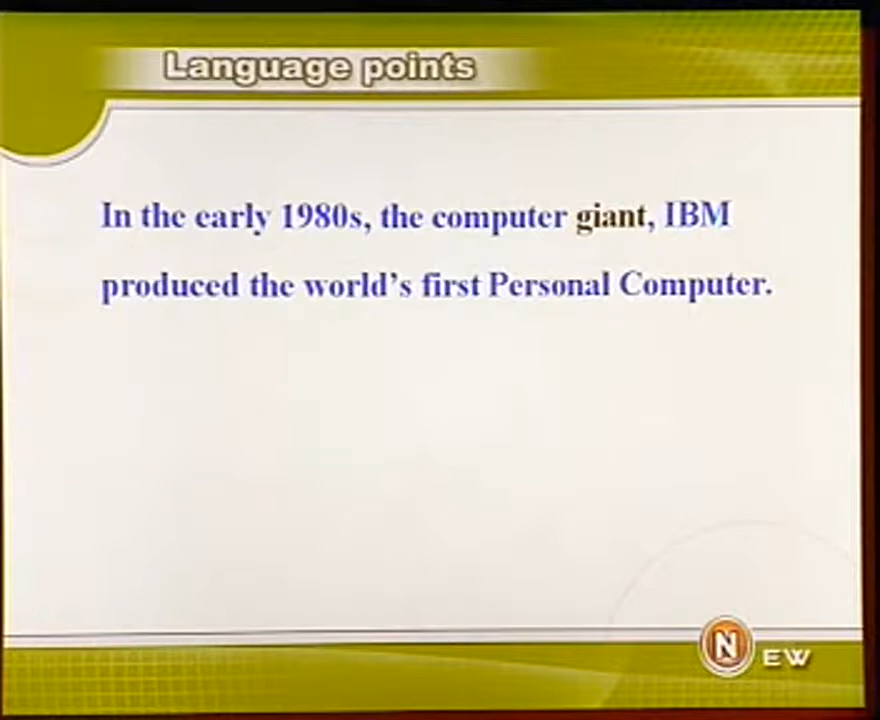 Language points
In the early 1980s, the computer giant, IBM
produced the world's first Personal Computer.
N EW